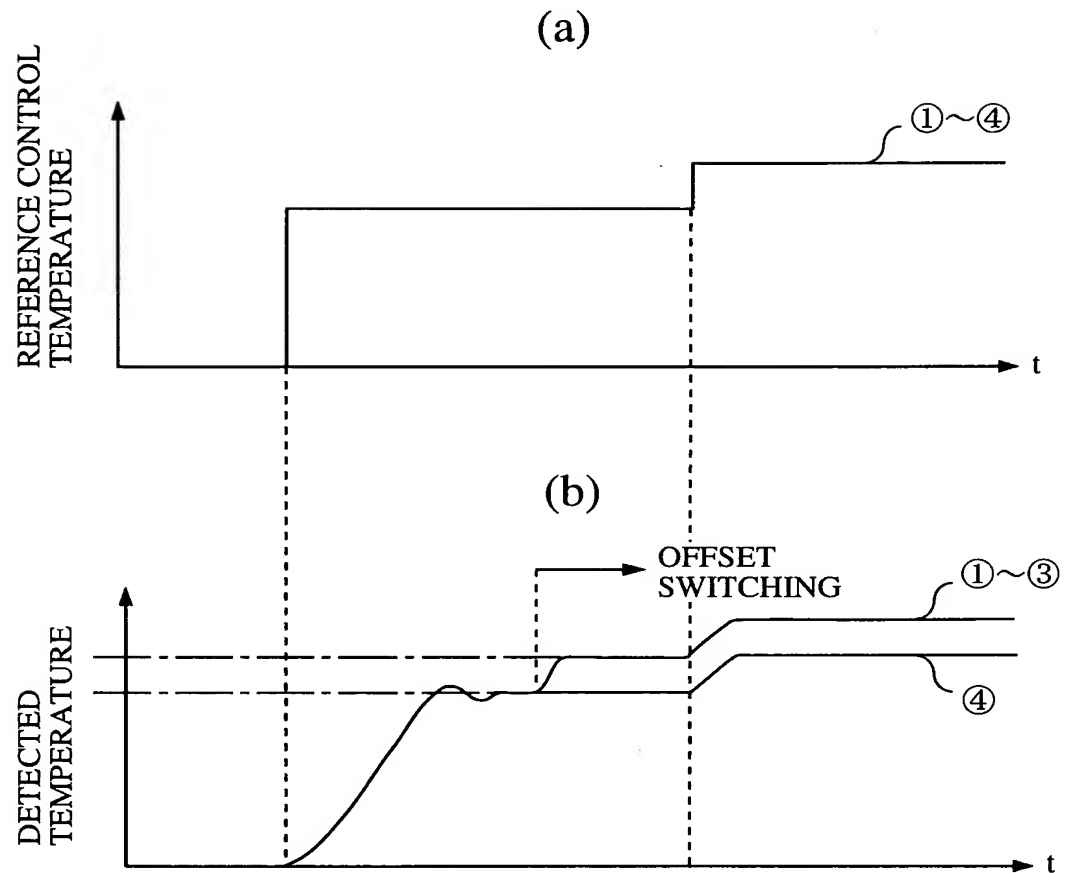 (a)
REFERENCE CONTROL
TEMPERATURE
①~④
t
(b)
OFFSET
SWITCHING
①~③
④
DETECTED
TEMPERATURE
t